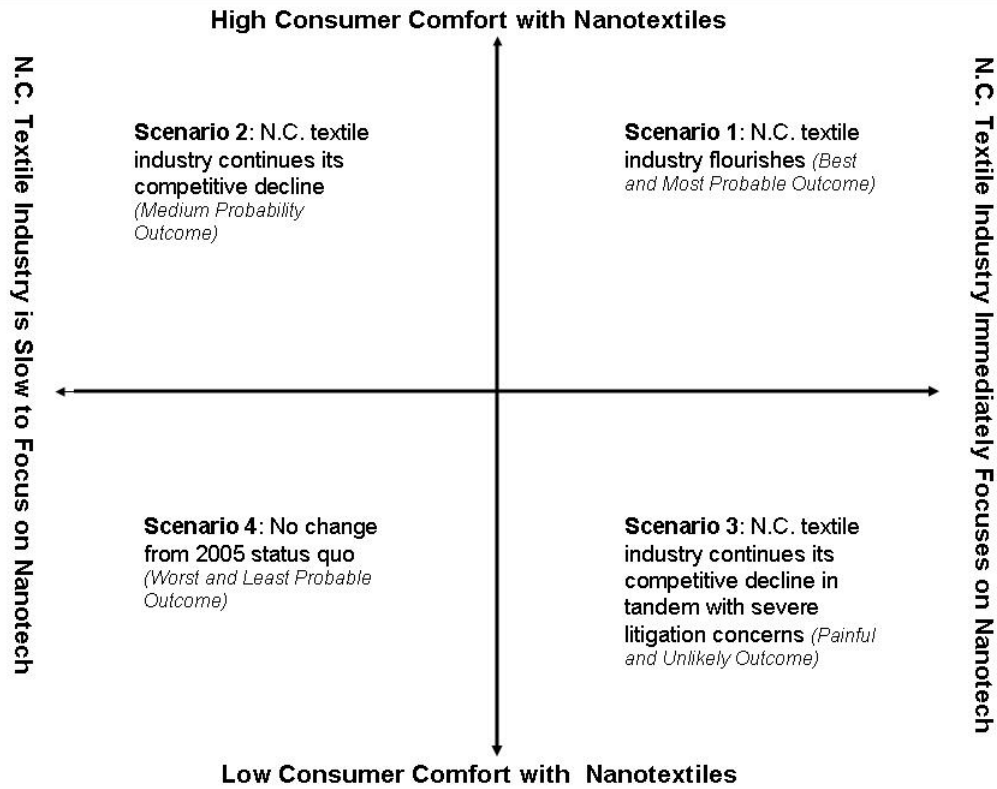 High Consumer Comfort with Nanotextiles
N.C. Textile Industry is Slow to Focus on Nanotech
Scenario 2: N.C. textile
industry continues its
competitive decline
(Medium Probability
Outcome)
Scenario 1: N.C. textile
industry flourishes (Best
and Most Probable Outcome)
N.C. Textile Industry Immediately Focuses on Nanotech
Scenario 4: No change
from 2005 status quo
(Worst and Least Probable
Outcome)
Scenario 3: N.C. textile
industry continues its
competitive decline in
tandem with severe
litigation concerns (Painful
and Unlikely Outcome)
Low Consumer Comfort with  Nanotextiles